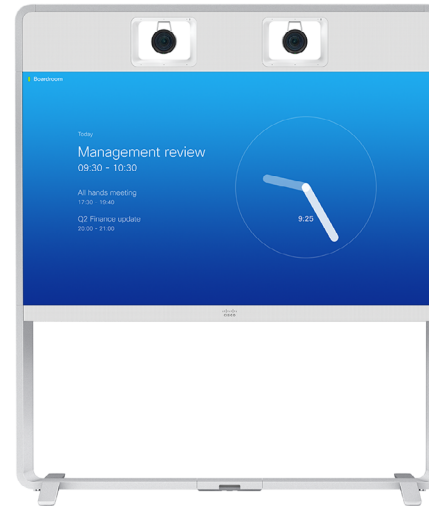 Boardroom
Today
Management review
09:30 - 10:30
All hands meeting
17:30 - 19:40
Q2 Finance update
20:00 - 21:00
9:25
CISCO